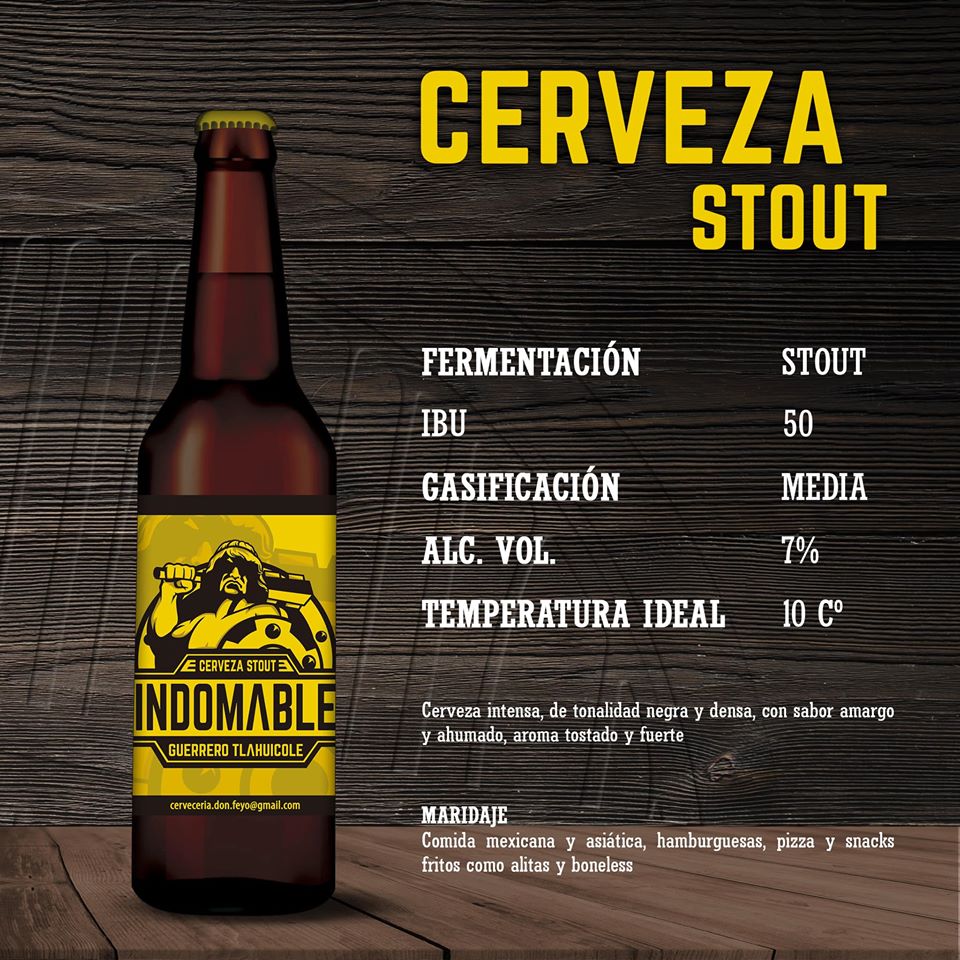 CERVEZA
STOUT
FERMENTACIÓN STOUT
IBU 50
GASIFICACIÓN MEDIA
ALC. VOL. 7%
TEMPERATURA IDEAL 10 Cº
Cerveza intensa, de tonalidad negra y densa, con sabor amargo
y ahumado, aroma tostado y fuerte
MARIDAJE
Comida mexicana y asiática, hamburguesas, pizza y snacks
fritos como alitas y boneless
CERVEZA STOUT
INDOMABLE
GUERRERO TLAHUICOLE
cerveceria.don.feyo@gmail.com